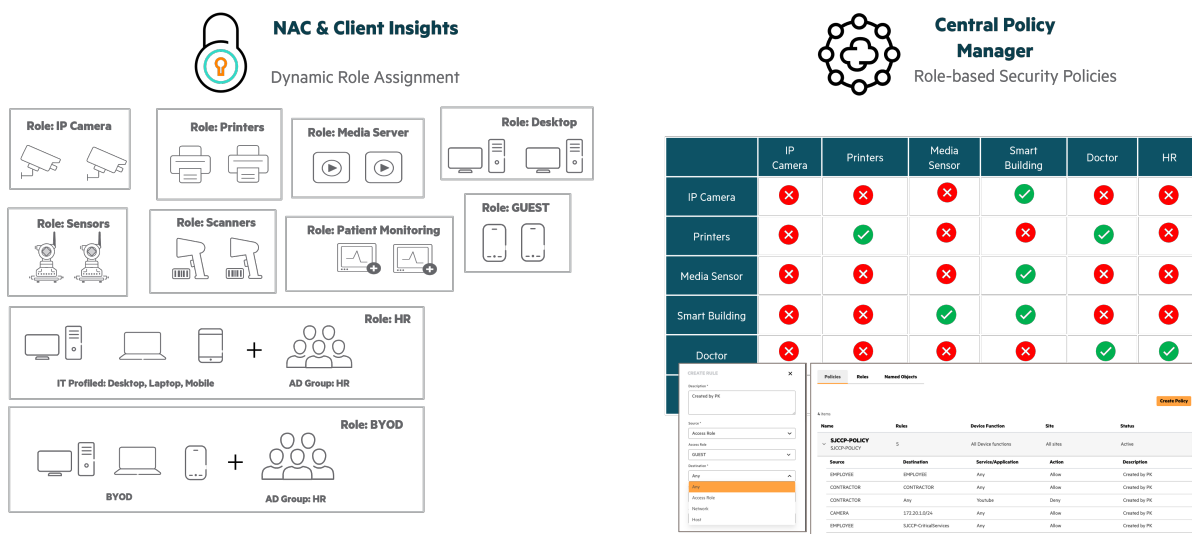 NAC & Client Insights
Dynamic Role Assignment
Role: IP Camera
Role: Printers
Role: Media Server
Role: Desktop
Role: Sensors
Role: Scanners
Role: Patient Monitoring
Role: GUEST
Role: HR
IT Profiled: Desktop, Laptop, Mobile
AD Group: HR
Role: BYOD
BYOD
AD Group: HR
Central Policy
Manager
Role-based Security Policies
IP
Camera
Printers
Media
Sensor
Smart
Building
Doctor
HR
IP Camera
Printers
Media Sensor
Smart Building
Doctor
CREATE RULE
Description *
Created by PK
Source *
Access Role
Access Role
GUEST
Destination *
Any
Any
Access Role
Network
Host
Policies Roles Named Objects
Create Policy
4 items
Name Rules Device Function Site Status
SJCCP-POLICY
SJCCP-POLICY
5 All Device functions All sites Active
Source Destination Service/Application Action Description
EMPLOYEE EMPLOYEE Any Allow Created by PK
CONTRACTOR CONTRACTOR Any Allow Created by PK
CONTRACTOR Any Youtube Deny Created by PK
CAMERA 172.20.1.0/24 Any Allow Created by PK
EMPLOYEE SJCCP-CriticalServices Any Allow Created by PK